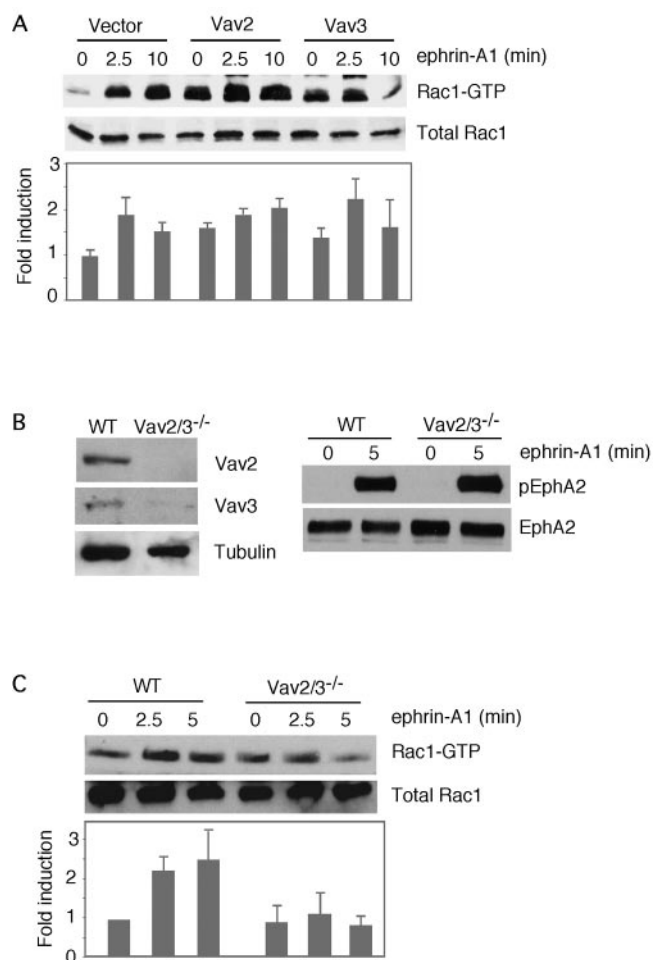 A
Vector Vav2 Vav3
0 2.5 10 0 2.5 10 0 2.5 10 ephrin-A1 (min)
Rac1-GTP
Total Rac1
3
2
1
0
Fold induction
B
WT Vav2/3-/-
Vav2
Vav3
Tubulin
WT Vav2/3-/-
0 5 0 5 ephrin-A1 (min)
pEphA2
EphA2
C
WT Vav2/3-/-
0 2.5 5 0 2.5 5 ephrin-A1 (min)
Rac1-GTP
Total Rac1
3
2
1
0
Fold induction